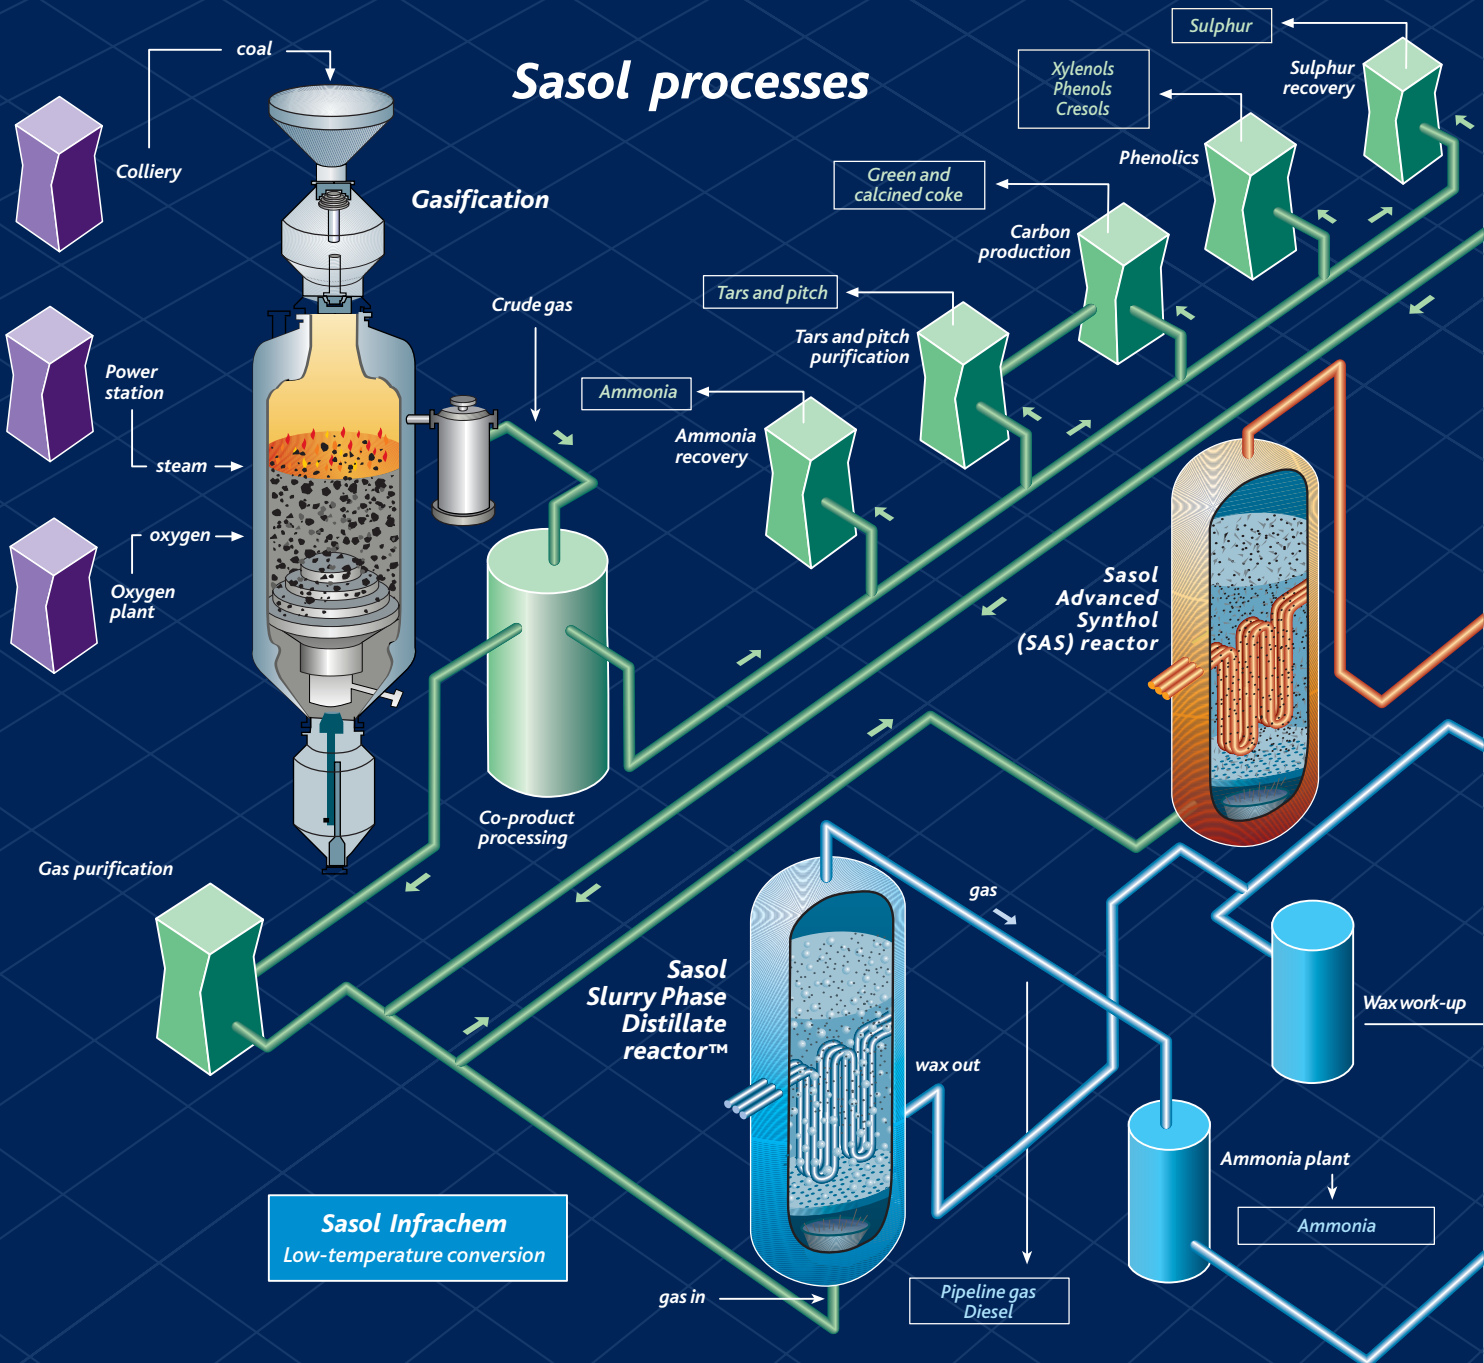 Sasol processes
coal
Colliery
Gasification
Power
station
steam
oxygen
Oxygen
plant
Crude gas
Sulphur
Sulphur
recovery
Xylenols
Phenols
Cresols
Phenolics
Green and
calcined coke
Carbon
production
Tars and pitch
Tars and pitch
purification
Ammonia
Ammonia
recovery
Sasol
Advanced
Synthol
(SAS) reactor
Co-product
processing
Gas purification
gas
Sasol
Slurry Phase
Distillate
reactor™
wax out
Wax work-up
Ammonia plant
Ammonia
Sasol Infrachem
Low-temperature conversion
gas in
Pipeline gas
Diesel